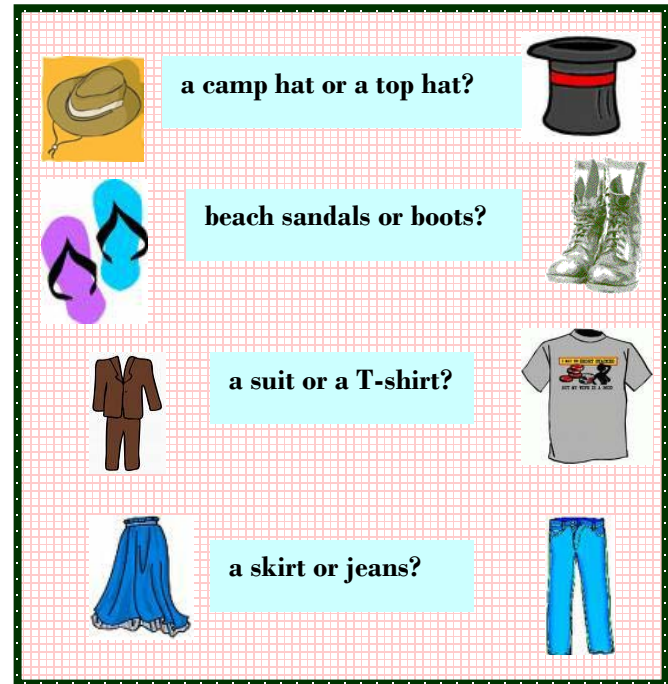 a camp hat or a top hat?
beach sandals or boots?
a suit or a T-shirt?
a skirt or jeans?